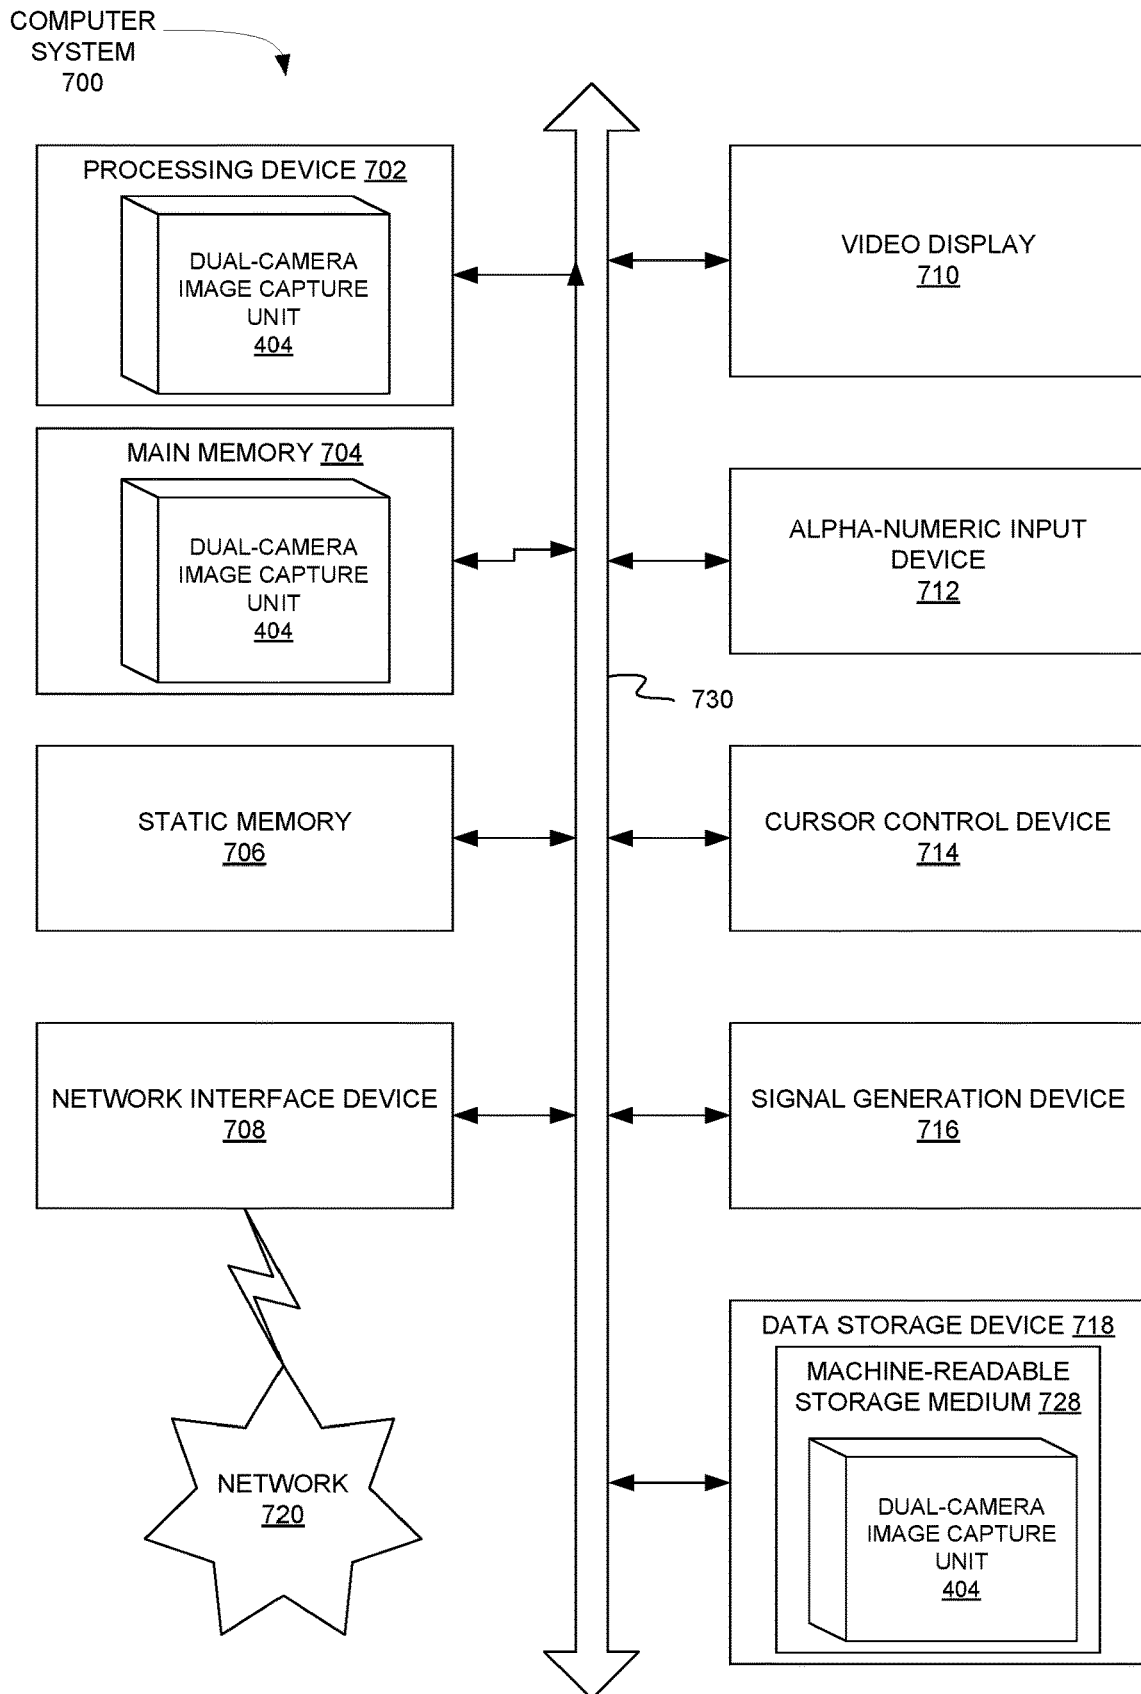 COMPUTER
SYSTEM
700
PROCESSING DEVICE 702
DUAL-CAMERA
IMAGE CAPTURE
UNIT
404
MAIN MEMORY 704
DUAL-CAMERA
IMAGE CAPTURE
UNIT
404
STATIC MEMORY
706
NETWORK INTERFACE DEVICE
708
NETWORK
720
730
VIDEO DISPLAY
710
ALPHA-NUMERIC INPUT
DEVICE
712
CURSOR CONTROL DEVICE
714
SIGNAL GENERATION DEVICE
716
DATA STORAGE DEVICE 718
MACHINE-READABLE
STORAGE MEDIUM 728
DUAL-CAMERA
IMAGE CAPTURE
UNIT
404